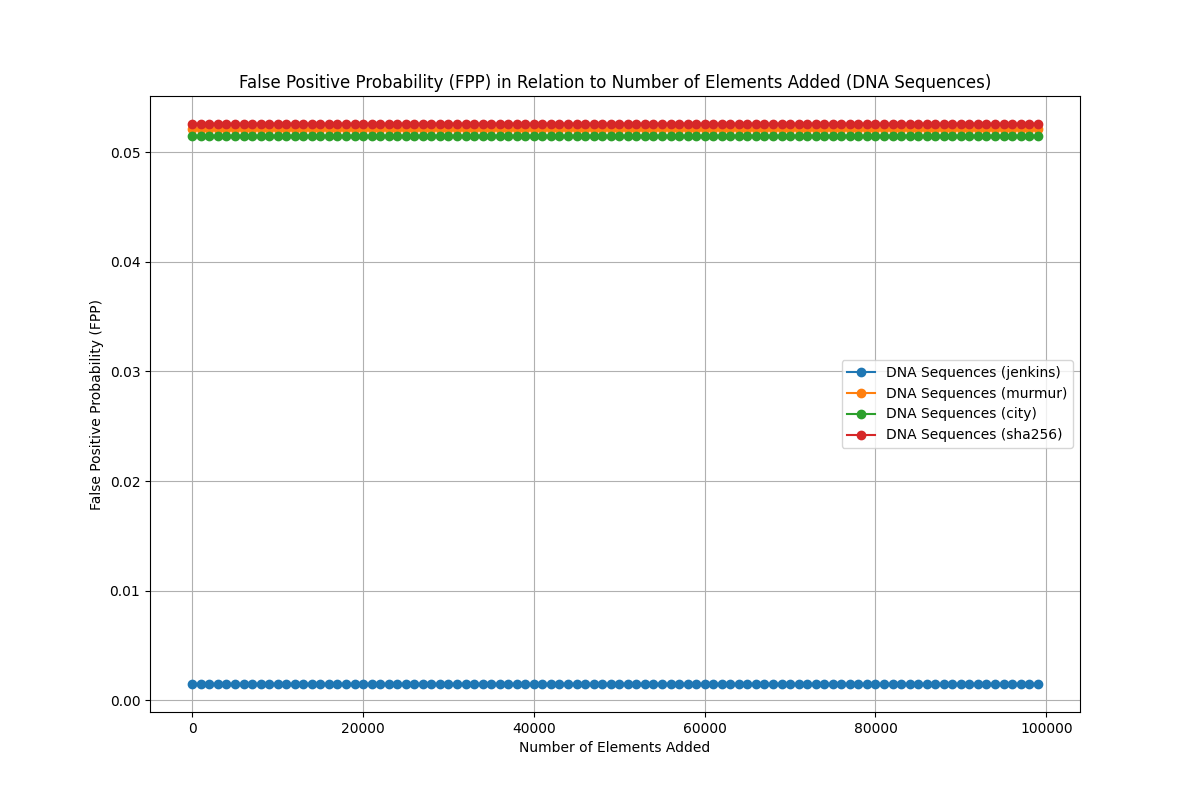 False Positive Probability (FPP) in Relation to Number of Elements Added (DNA Sequences)
0.05
0.04
0.03
0.02
0.01
0.00
False Positive Probability (FPP)
DNA Sequences (jenkins)
DNA Sequences (murmur)
DNA Sequences (city)
DNA Sequences (sha256)
0 20000 40000 60000 80000 100000
Number of Elements Added